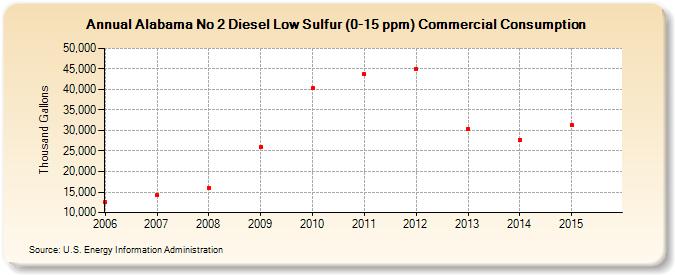 Annual Alabama No 2 Diesel Low Sulfur (0-15 ppm) Commercial Consumption
Thousand Gallons
50,000
45,000
40,000
35,000
30,000
25,000
20,000
15,000
10,000
2006 2007 2008 2009 2010 2011 2012 2013 2014 2015
Source: U.S. Energy Information Administration